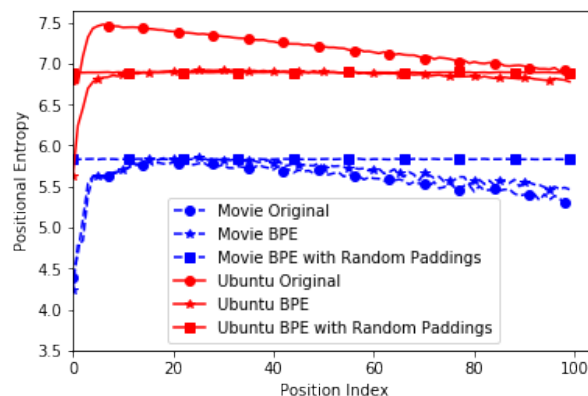 7.5
7.0
6.5
6.0
5.5
5.0
4.5
4.0
3.5
Positional Entropy
Movie Original
Movie BPE
Movie BPE with Random Paddings
Ubuntu Original
Ubuntu BPE
Ubuntu BPE with Random Paddings
0 20 40 60 80 100
Position Index